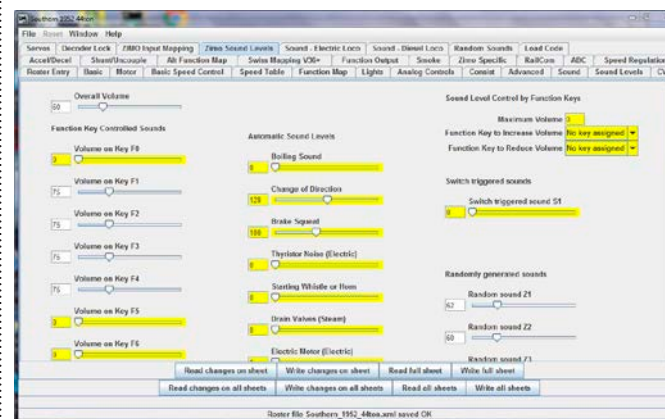 Southern 1952 44ton
File Reset Window Help
Servos Decoder Lock ZIMO Input Mapping Zimo Sound Levels Sound - Electric Loco Sound - Diesel Loco Random Sounds Load Code
Accel/Decel Shunt/Uncouple Alt Function Map Swiss Mapping V36+ Function Output Smoke Zimo Specific RailCom ABC Speed Regulation
Roster Entry Basic Motor Basic Speed Control Speed Table Function Map Lights Analog Controls Consist Advanced Sound Sound Levels CV
Overall Volume
60
Function Key Controlled Sounds
Volume on Key F0
Volume on Key F1
75
Volume on Key F2
75
Volume on Key F3
75
Volume on Key F4
75
Volume on Key F5
Volume on Key F6
Automatic Sound Levels
Boiling Sound
0
Change of Direction
128
Brake Squeal
100
Thyristor Noise (Electric)
0
Starting Whistle or Horn
0
Drain Valves (Steam)
0
Electric Motor (Electric)
Sound Level Control by Function Keys
Maximum Volume
Function Key to Increase Volume No key assigned
Function Key to Reduce Volume No key assigned
Switch triggered sounds
Switch triggered sound S1
0
Randomly generated sounds
Random sound Z1
62
Random sound Z2
60
Random sound Z3
Read changes on sheet Write changes on sheet Read full sheet Write full sheet
Read changes on all sheets Write changes on all sheets Read all sheets Write all sheets
Roster file Southern_1952_44ton.xml saved OK